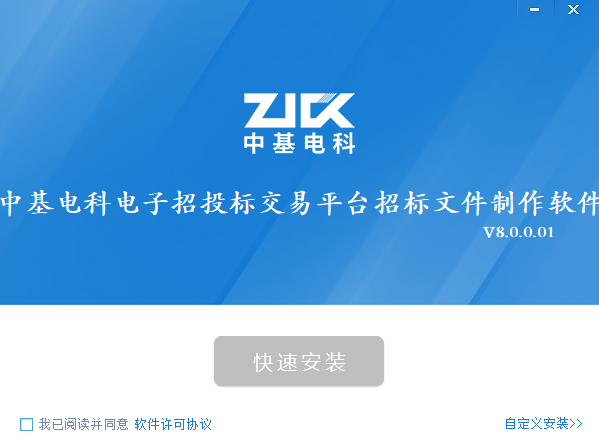 ZJCK
中基电科
中基电科电子招投标交易平台招标文件制作软件
V8.0.0.01
快速安装
我已阅读并同意 软件许可协议
自定义安装>>